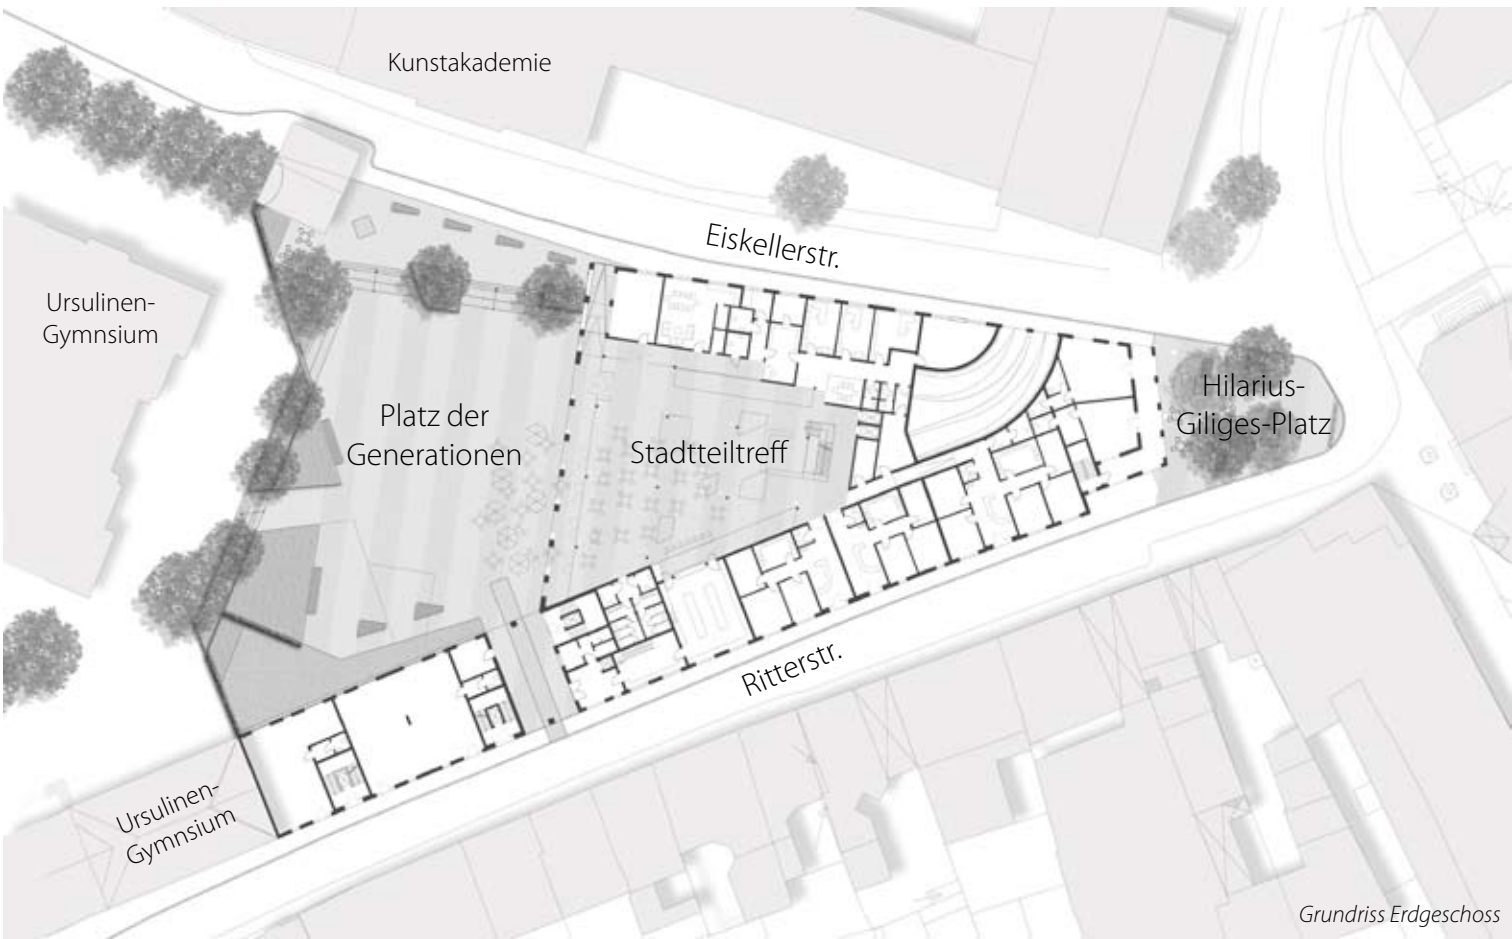 Kunstakademie
Eiskellerstr.
Ursulinen-
Gymnsium
Hilarius-
Giliges-Platz
Platz der
Generationen
Stadtteiltreff
Ritterstr.
Ursulinen-
Gymnsium
Grundriss Erdgeschoss